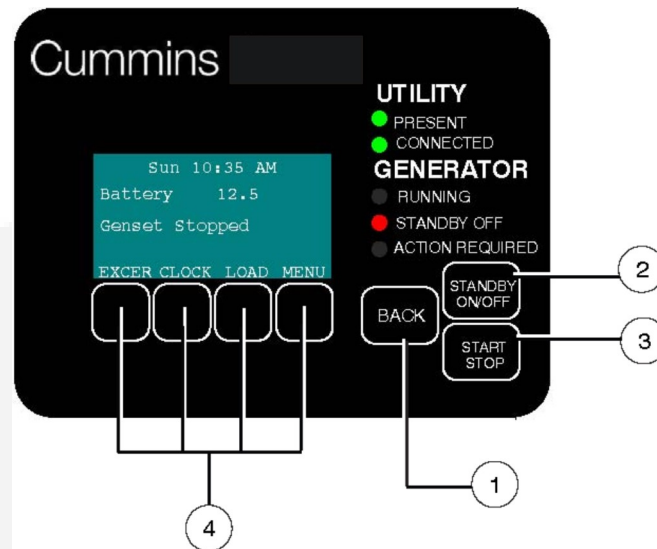 Cummins
UTILITY
PRESENT
CONNECTED
GENERATOR
RUNNING
STANDBY OFF
ACTION REQUIRED
Sun 10:35 AM
Battery 12.5
Genset Stopped
EXCER CLOCK LOAD MENU
BACK
STANDBY
ON/OFF
START
STOP
2
3
1
4